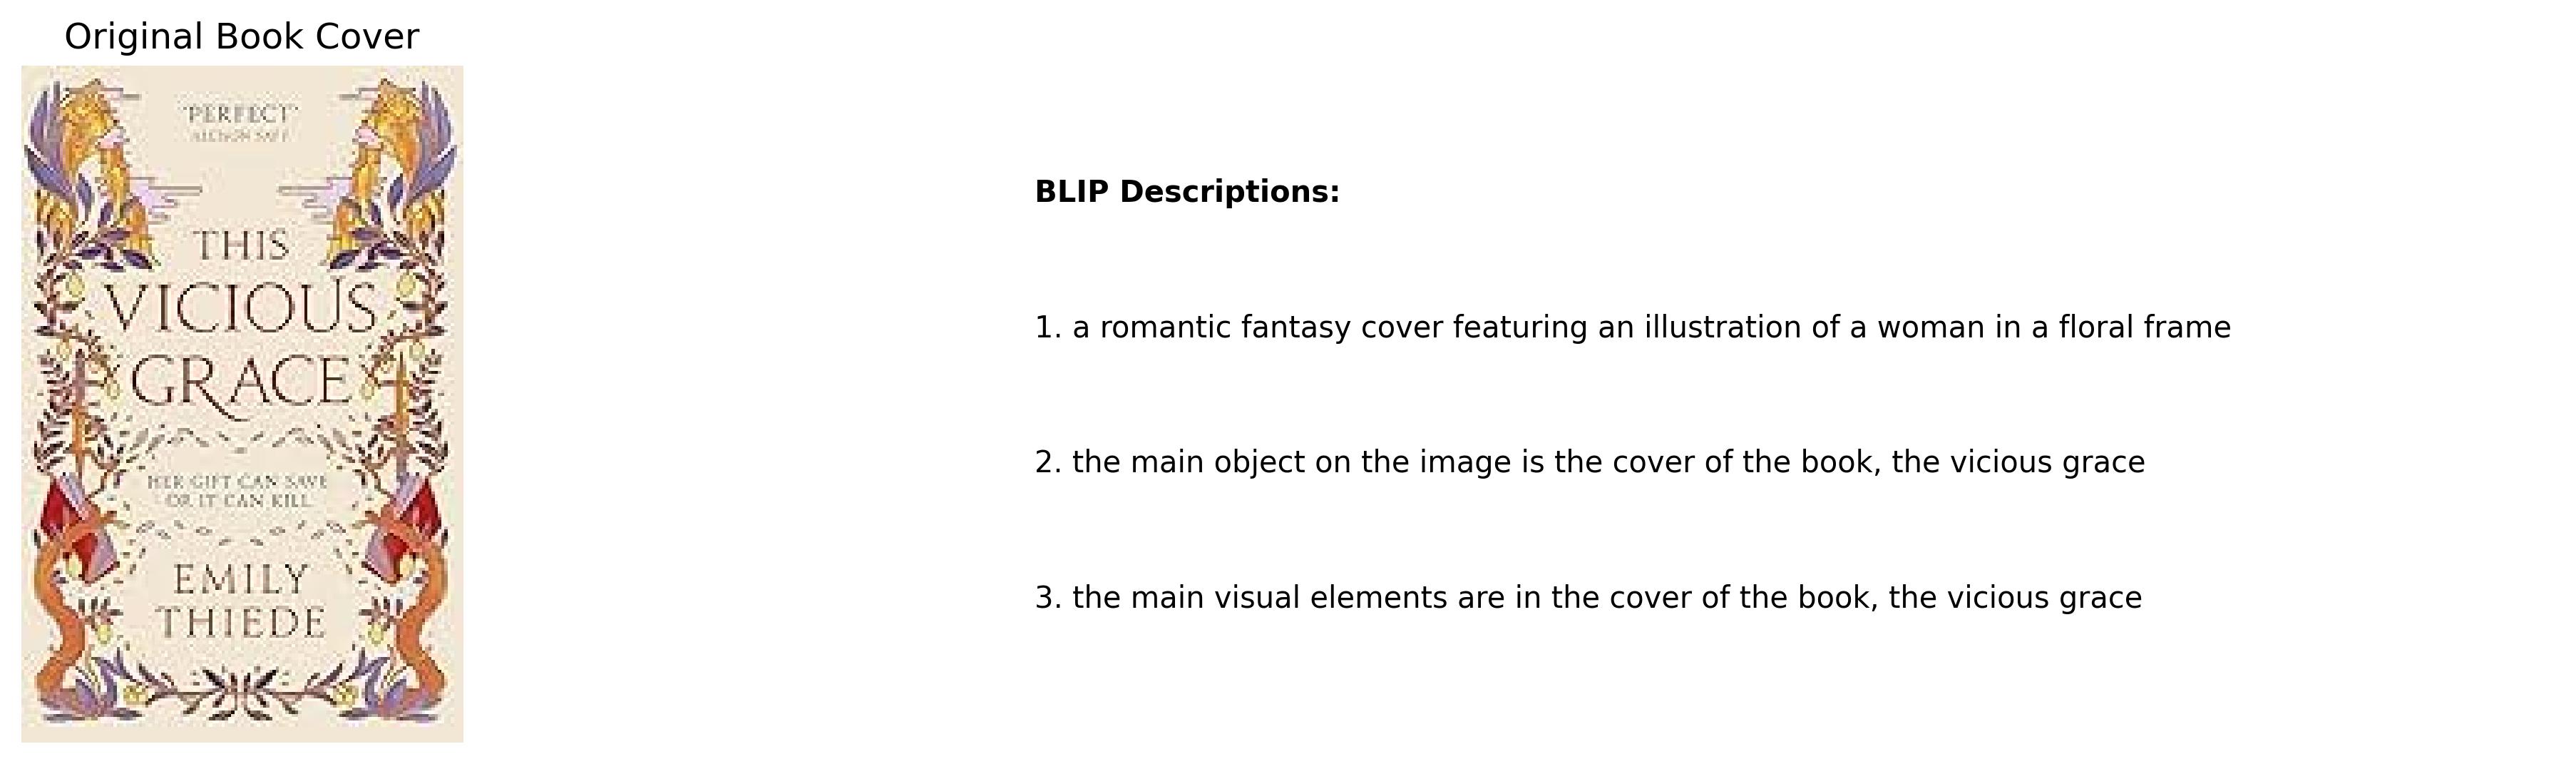 Original Book Cover
'PERFECT'
THIS
VICIOUS
GRACE
HER GIFT CAN SAVE
OR IT CAN KILL
EMILY
THIEDE
BLIP Descriptions:
1. a romantic fantasy cover featuring an illustration of a woman in a floral frame
2. the main object on the image is the cover of the book, the vicious grace
3. the main visual elements are in the cover of the book, the vicious grace